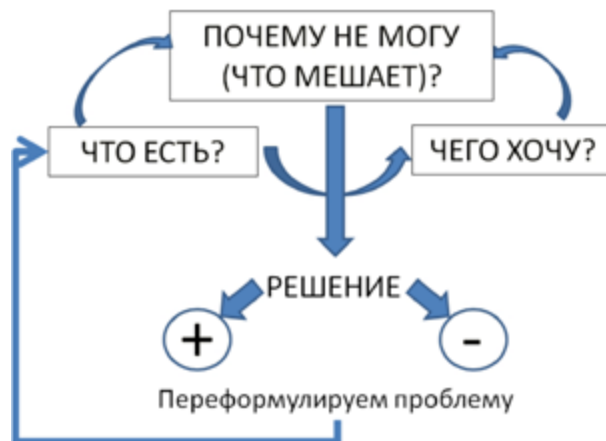 ПОЧЕМУ НЕ МОГУ
(ЧТО МЕШАЕТ)?
ЧТО ЕСТЬ?
ЧЕГО ХОЧУ?
РЕШЕНИЕ
+
-
Переформулируем проблему